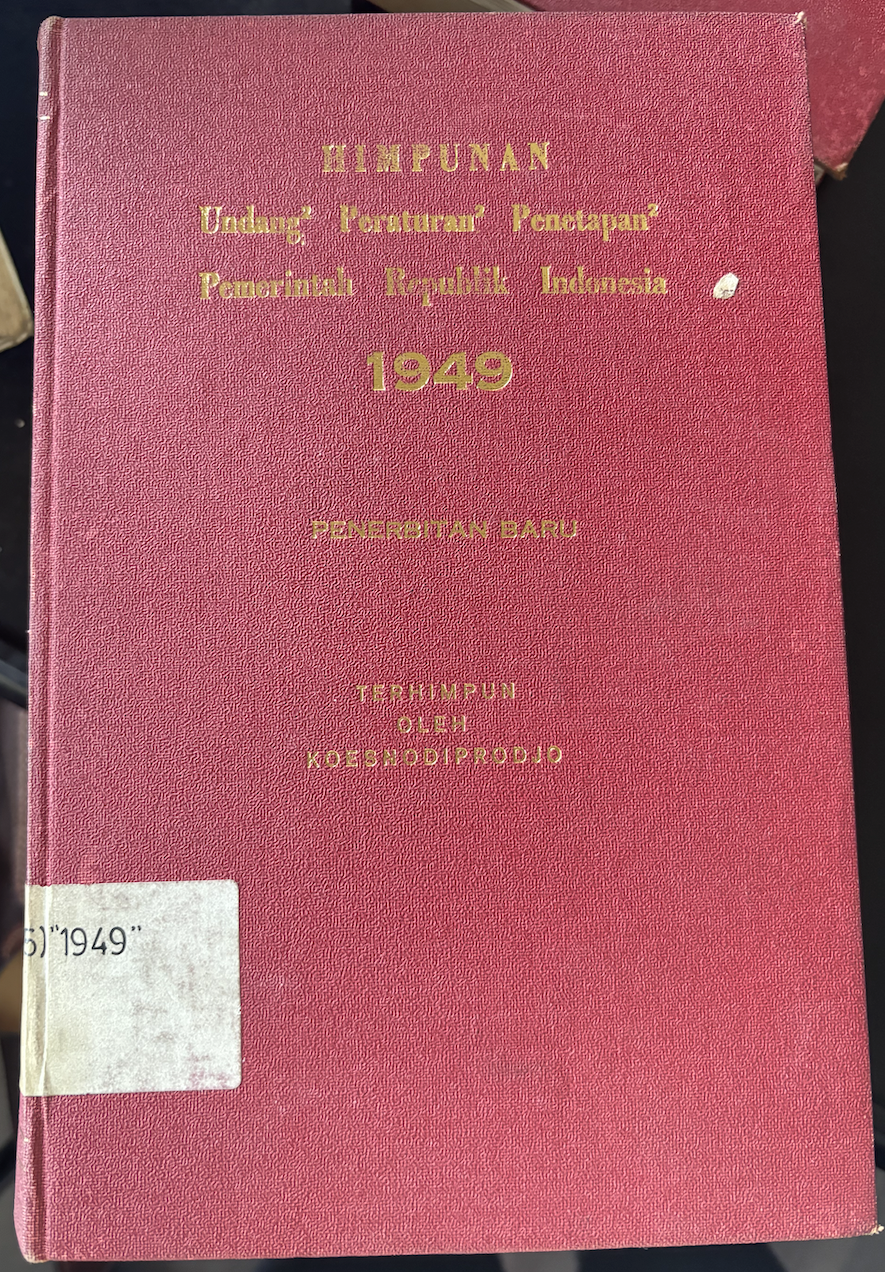 HIMPUNAN
Undang² Peraturan² Penetapan²
Pemerintah Republik Indonesia
1949
PENERBITAN BARU
TERHIMPUN
OLEH
KOESNODIPRODJO
)"1949"